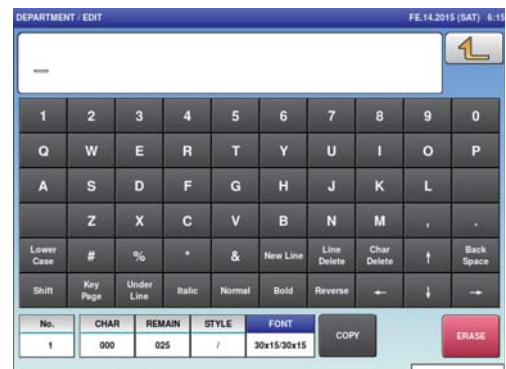 DEPARTMENT / EDIT FE.14.2015 (SAT) 6:15
1 2 3 4 5 6 7 8 9 0
Q W E R T Y U I O P
A S D F G H J K L
Z X C V B N M , .
Lower Case # % * & New Line Line Delete Char Delete ↑ Back Space
Shift Key Page Under Line Italic Normal Bold Reverse ← ↓ →
No. CHAR REMAIN STYLE FONT COPY ERASE
1 000 025 / 30x15/30x15